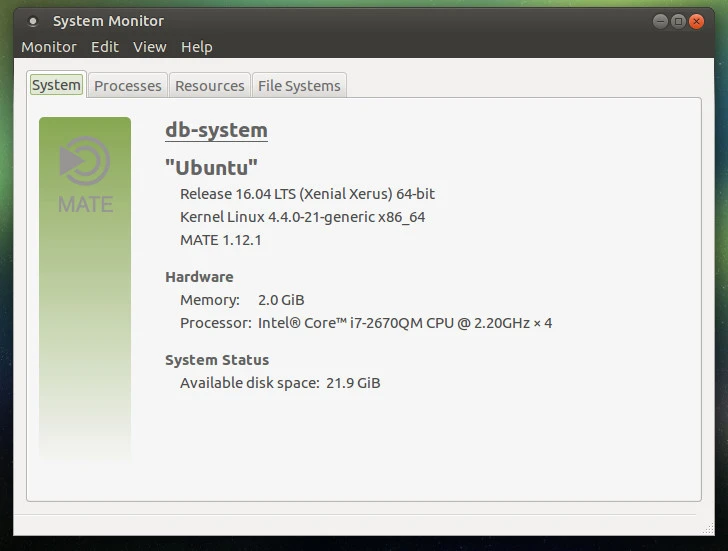 System Monitor
Monitor Edit View Help
System Processes Resources File Systems
MATE
db-system
"Ubuntu"
Release 16.04 LTS (Xenial Xerus) 64-bit
Kernel Linux 4.4.0-21-generic x86_64
MATE 1.12.1
Hardware
Memory: 2.0 GiB
Processor: Intel® Core™ i7-2670QM CPU @ 2.20GHz × 4
System Status
Available disk space: 21.9 GiB